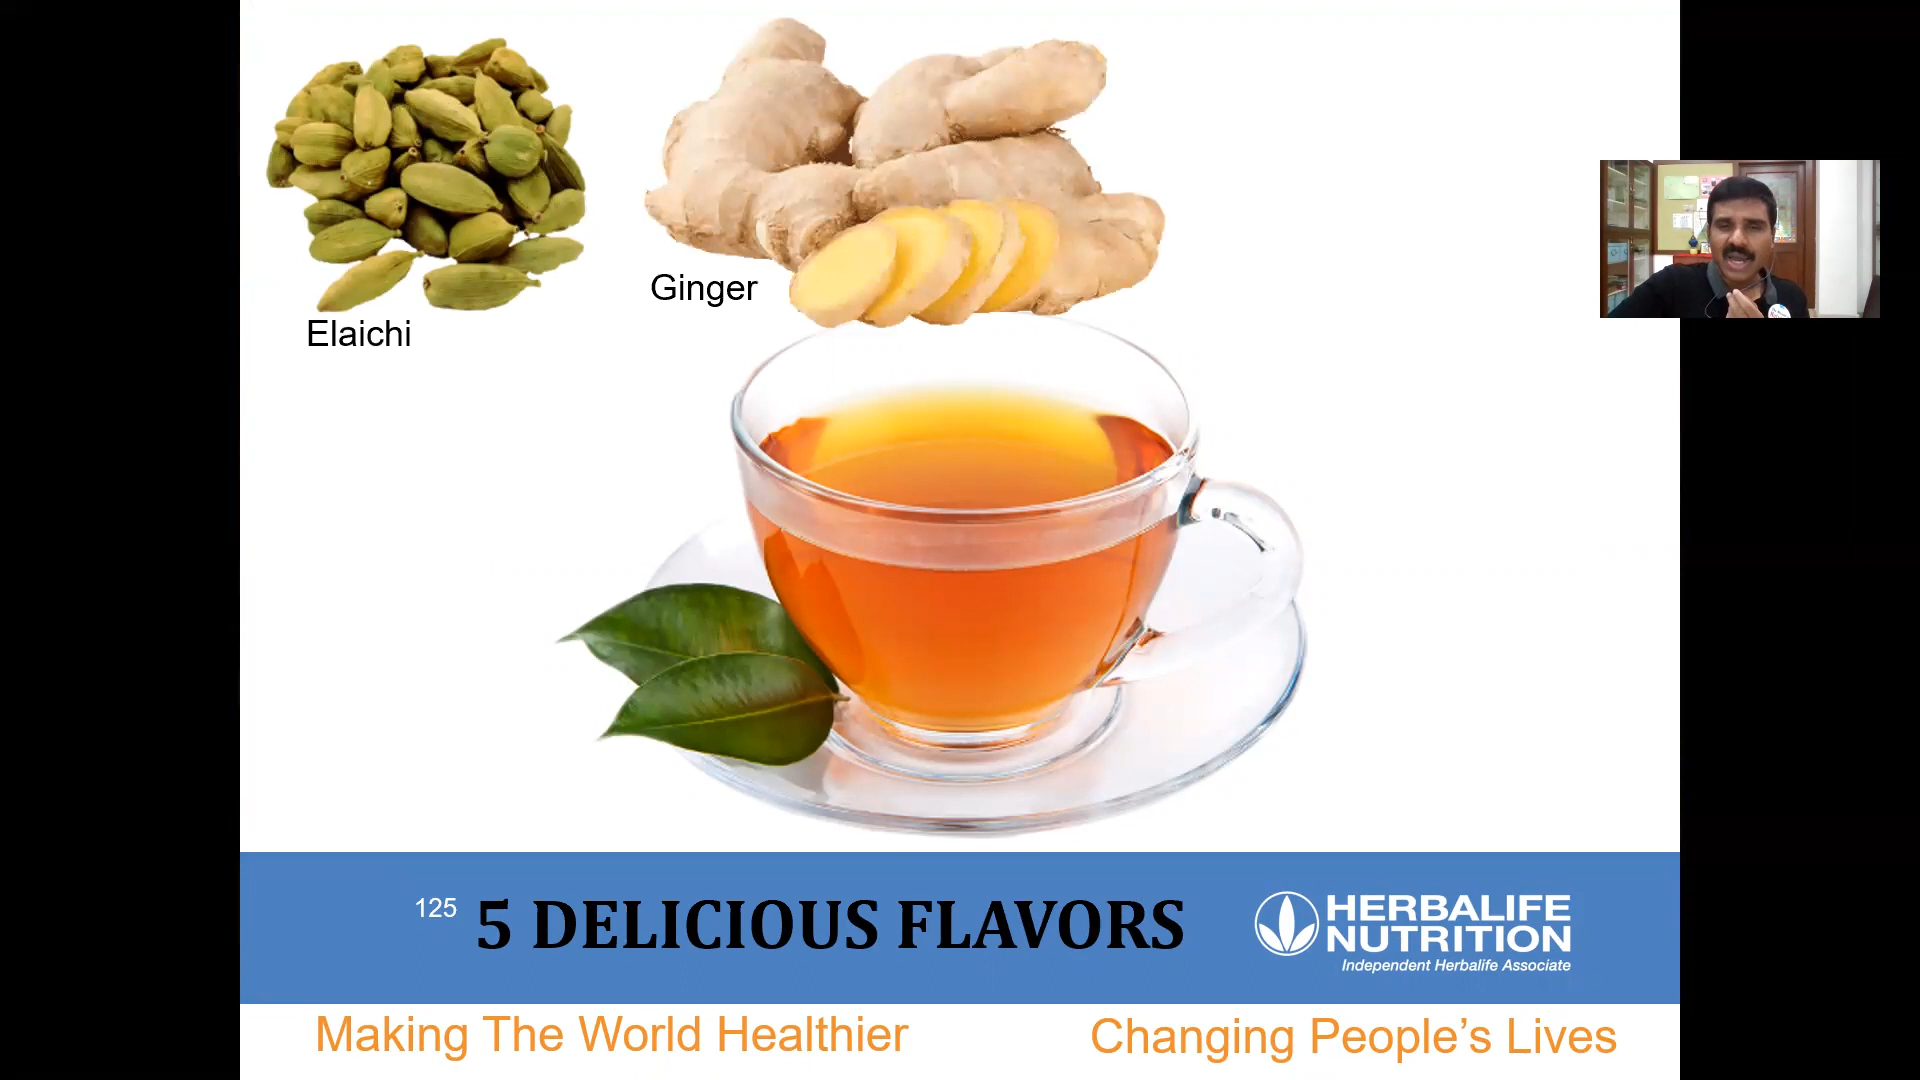 Elaichi
Ginger
125
5 DELICIOUS FLAVORS
HERBALIFE
NUTRITION
Independent Herbalife Associate
Making The World Healthier
Changing People’s Lives